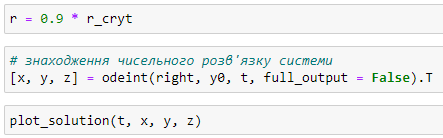 r = 0.9 * r_cryt
# знаходження чисельного розв'язку системи
[x, y, z] = odeint(right, y0, t, full_output = False).T
plot_solution(t, x, y, z)